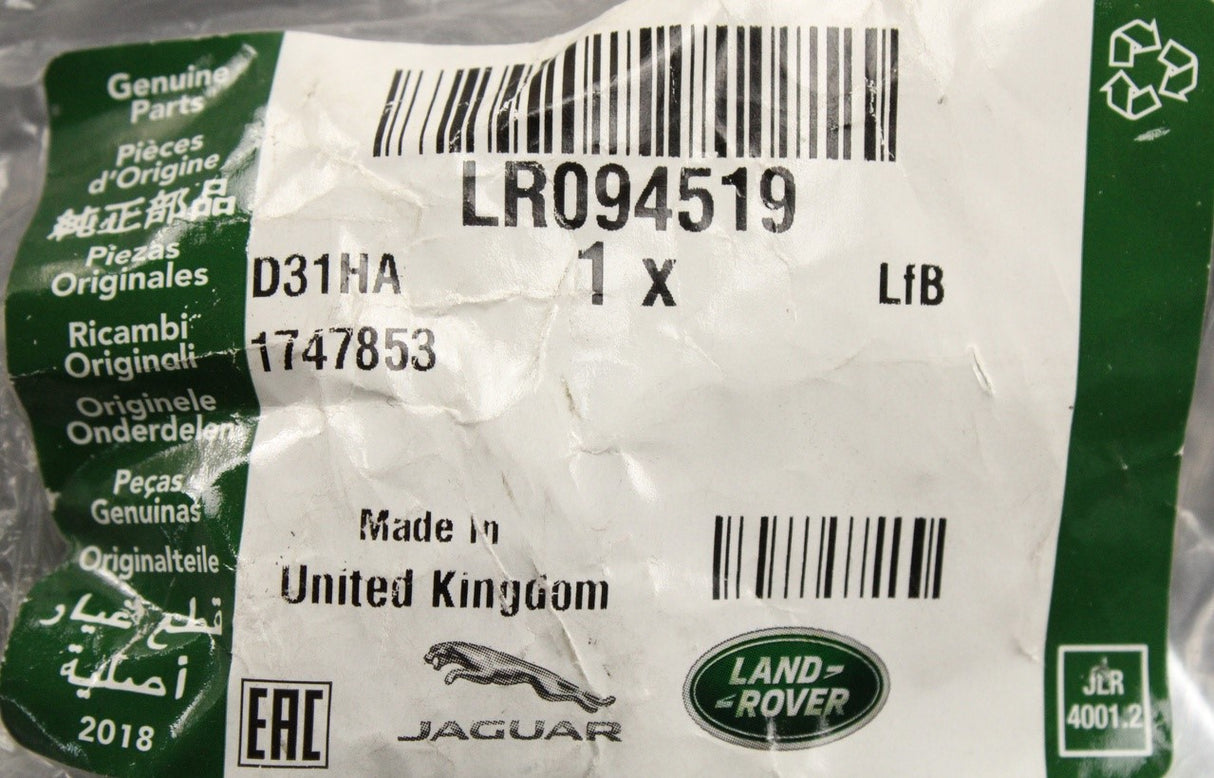 Genuine
Parts
Pièces
d'Origine
純正部品
Piezas
Originales
Ricambi
Originali
Originele
Onderdelen
Peças
Genuinas
Originalteile
قطع غيار
أصلية
2018
LR094519
D31HA
1 x
LfB
1747853
Made In
United Kingdom
EAC
JAGUAR
LAND-
-ROVER
JLR
4001.2